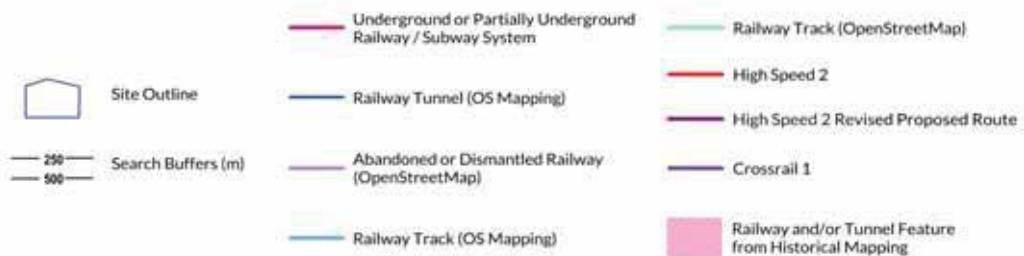 Site Outline
250
500
Search Buffers (m)
Underground or Partially Underground
Railway / Subway System
Railway Tunnel (OS Mapping)
Abandoned or Dismantled Railway
(OpenStreetMap)
Railway Track (OS Mapping)
Railway Track (OpenStreetMap)
High Speed 2
High Speed 2 Revised Proposed Route
Crossrail 1
Railway and/or Tunnel Feature
from Historical Mapping